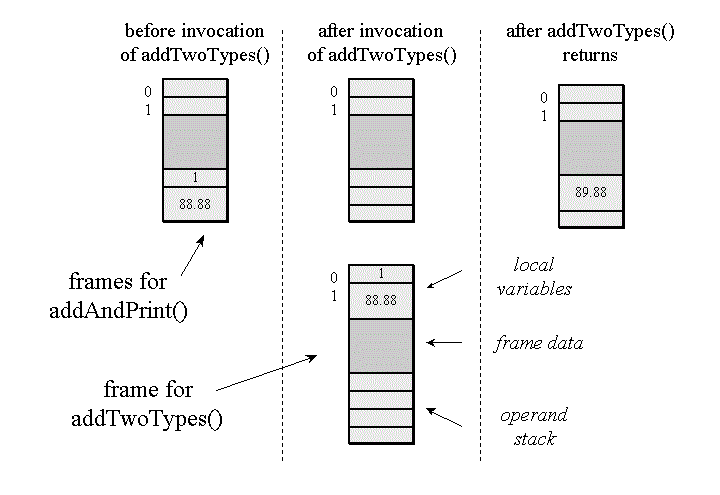 before invocation
of addTwoTypes()
after invocation
of addTwoTypes()
after addTwoTypes()
returns
0
1
1
88.88
0
1
0
1
89.88
frames for
addAndPrint()
0
1
1
88.88
local
variables
frame data
frame for
addTwoTypes()
operand
stack